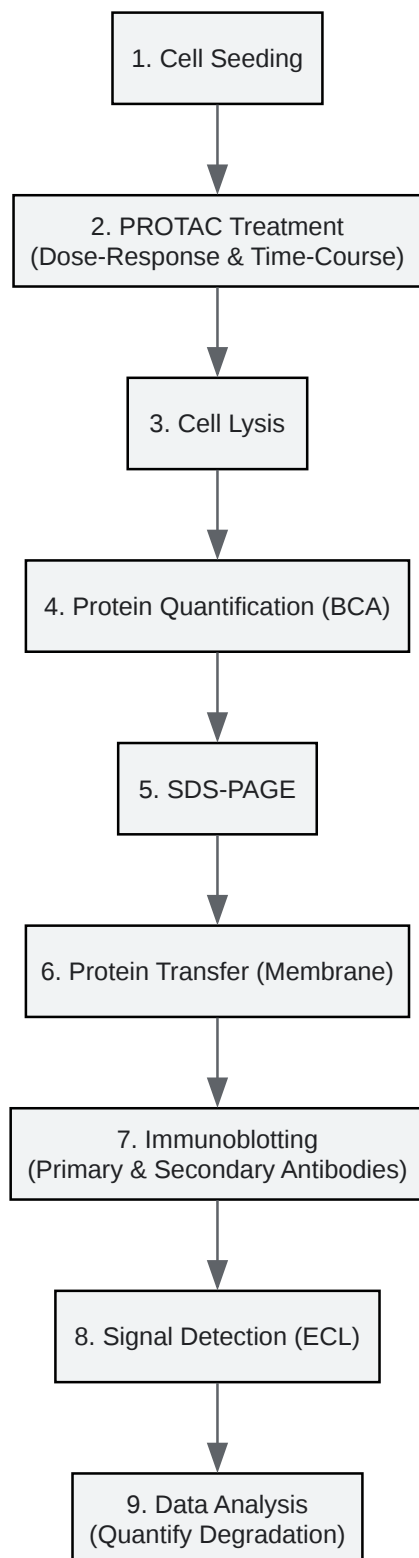 1. Cell Seeding
2. PROTAC Treatment
(Dose-Response & Time-Course)
3. Cell Lysis
4. Protein Quantification (BCA)
5. SDS-PAGE
6. Protein Transfer (Membrane)
7. Immunoblotting
(Primary & Secondary Antibodies)
8. Signal Detection (ECL)
9. Data Analysis
(Quantify Degradation)